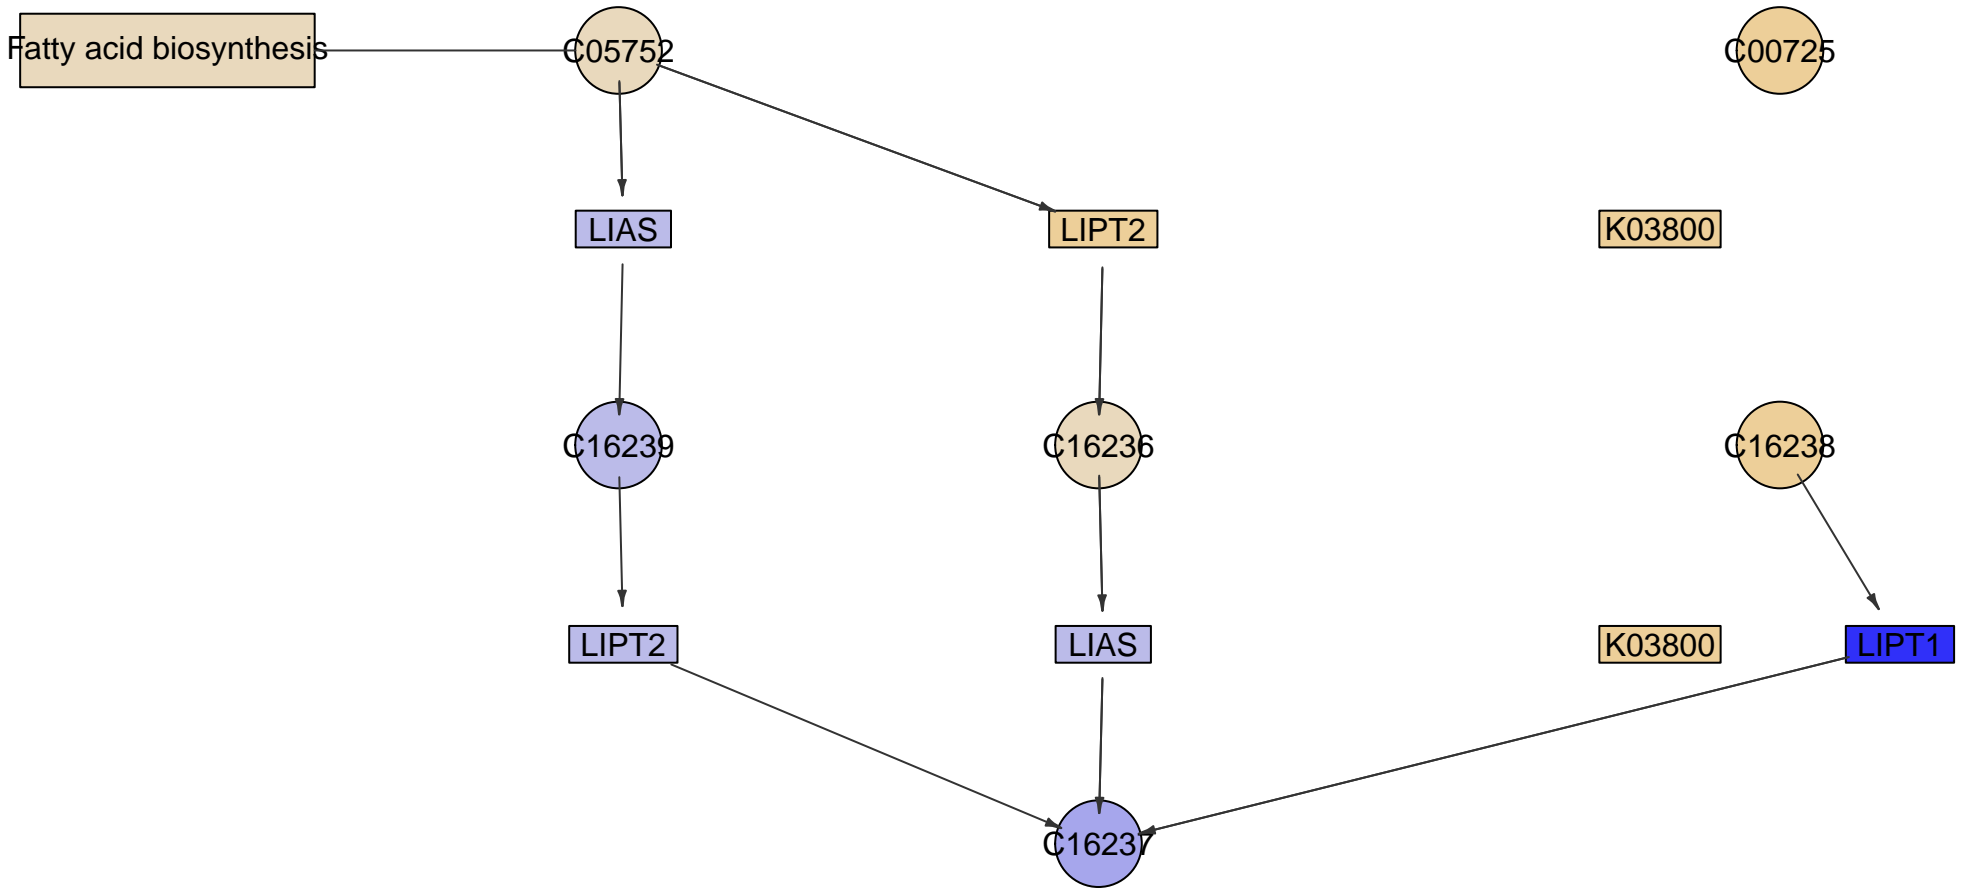 Fatty acid biosynthesis
C05752
C00725
LIAS
LIPT2
K03800
C16239
C16236
C16238
LIPT2
LIAS
K03800
LIPT1
C16237